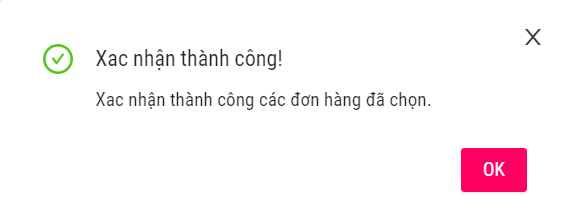 Xac nhận thành công!
Xac nhận thành công các đơn hàng đã chọn.
OK